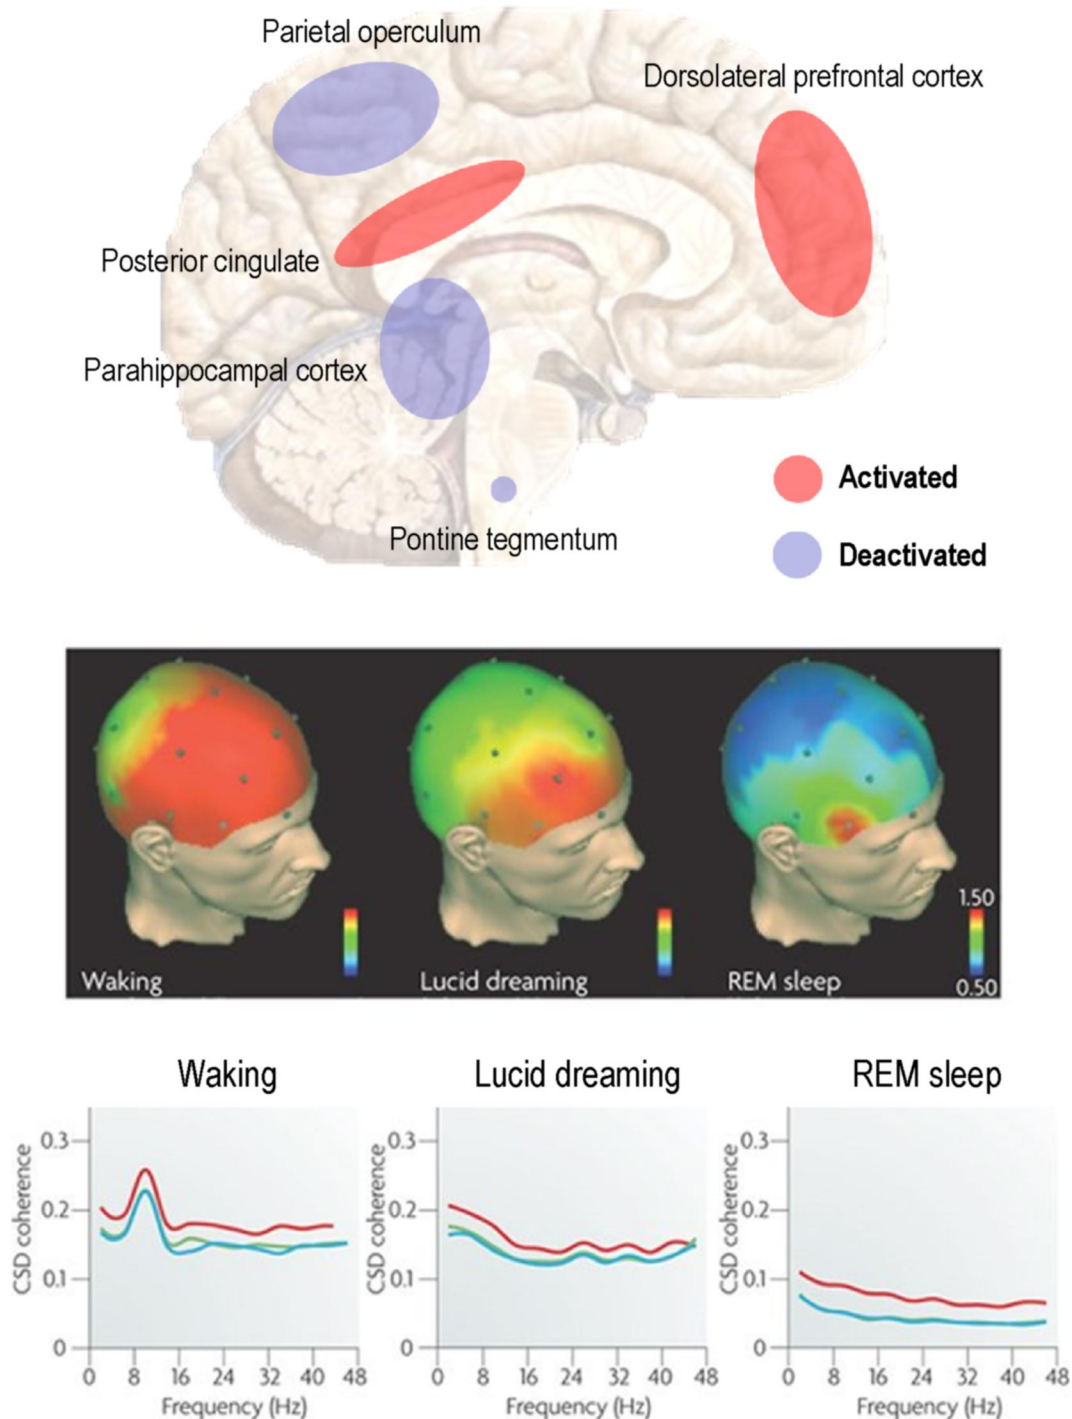 Parietal operculum
Dorsolateral prefrontal cortex
Posterior cingulate
Parahippocampal cortex
Activated
Pontine tegmentum
Deactivated
1.50
Waking
Lucid dreaming
REM sleep
0.50
Waking
Lucid dreaming
REM sleep
CSD coherence
0.3
0.2
0.1
0
0 8 16 24 32 40 48
Frequency (Hz)
CSD coherence
0.3
0.2
0.1
0
0 8 16 24 32 40 48
Frequency (Hz)
CSD coherence
0.3
0.2
0.1
0
0 8 16 24 32 40 48
Frequency (Hz)